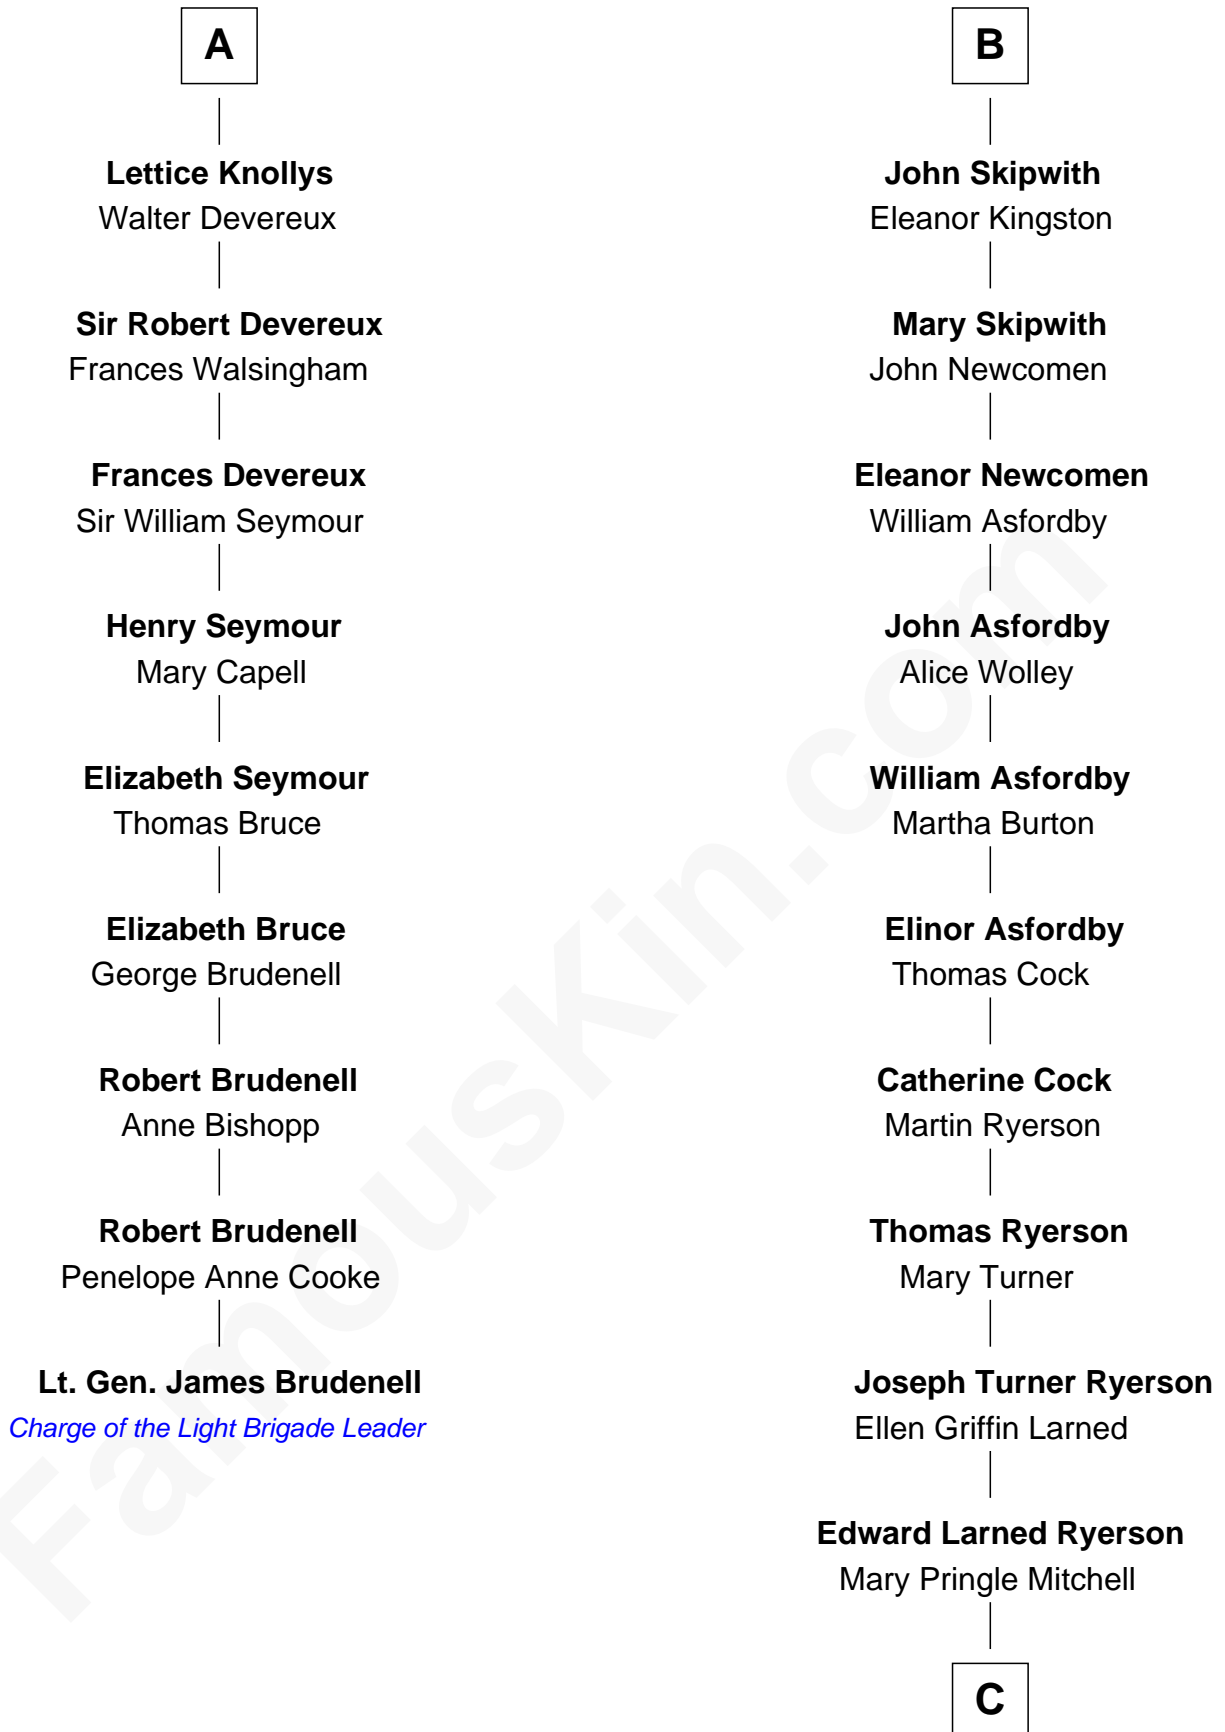 A
Lettice Knollys
Walter Devereux
Sir Robert Devereux
Frances Walsingham
Frances Devereux
Sir William Seymour
Henry Seymour
Mary Capell
Elizabeth Seymour
Thomas Bruce
Elizabeth Bruce
George Brudenell
Robert Brudenell
Anne Bishopp
Robert Brudenell
Penelope Anne Cooke
Lt. Gen. James Brudenell
Charge of the Light Brigade Leader
B
John Skipwith
Eleanor Kingston
Mary Skipwith
John Newcomen
Eleanor Newcomen
William Asfordby
John Asfordby
Alice Wolley
William Asfordby
Martha Burton
Elinor Asfordby
Thomas Cock
Catherine Cock
Martin Ryerson
Thomas Ryerson
Mary Turner
Joseph Turner Ryerson
Ellen Griffin Larned
Edward Larned Ryerson
Mary Pringle Mitchell
C
FamousKin.com